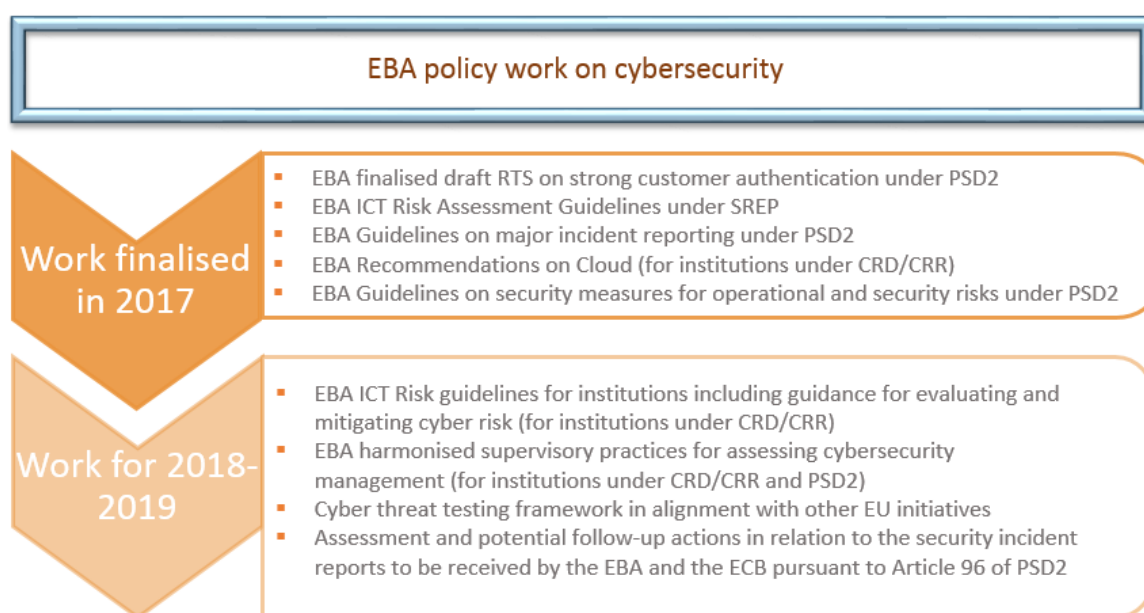 EBA policy work on cybersecurity
Work finalised
in 2017
▪ EBA finalised draft RTS on strong customer authentication under PSD2
▪ EBA ICT Risk Assessment Guidelines under SREP
▪ EBA Guidelines on major incident reporting under PSD2
▪ EBA Recommendations on Cloud (for institutions under CRD/CRR)
▪ EBA Guidelines on security measures for operational and security risks under PSD2
Work for 2018-
2019
▪ EBA ICT Risk guidelines for institutions including guidance for evaluating and
mitigating cyber risk (for institutions under CRD/CRR)
▪ EBA harmonised supervisory practices for assessing cybersecurity
management (for institutions under CRD/CRR and PSD2)
▪ Cyber threat testing framework in alignment with other EU initiatives
▪ Assessment and potential follow-up actions in relation to the security incident
reports to be received by the EBA and the ECB pursuant to Article 96 of PSD2